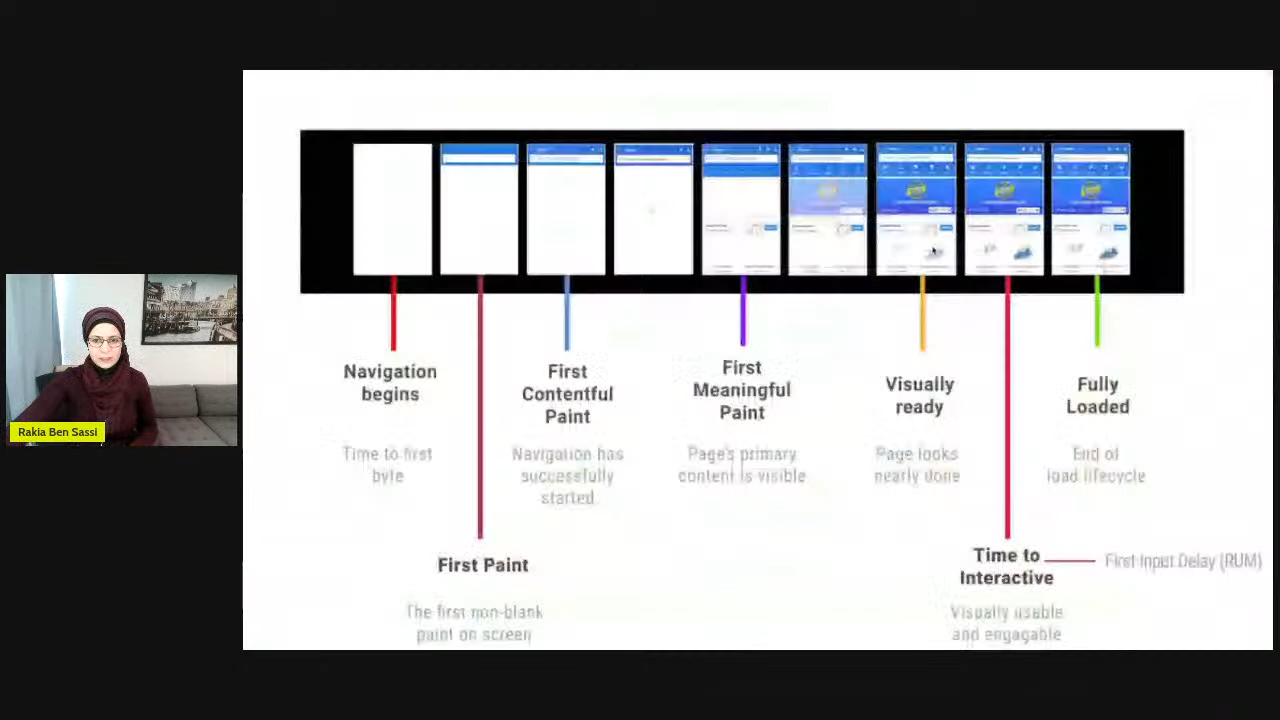 Navigation
begins
Time to first
byte
First Paint
The first non-blank
paint on screen
First
Contentful
Paint
Navigation has
successfully
started
First
Meaningful
Paint
Page's primary
content is visible
Visually
ready
Page looks
nearly done
Time to
Interactive
Visually usable
and engagable
First Input Delay (RUM)
Fully
Loaded
End of
load lifecycle
Rakia Ben Sassi